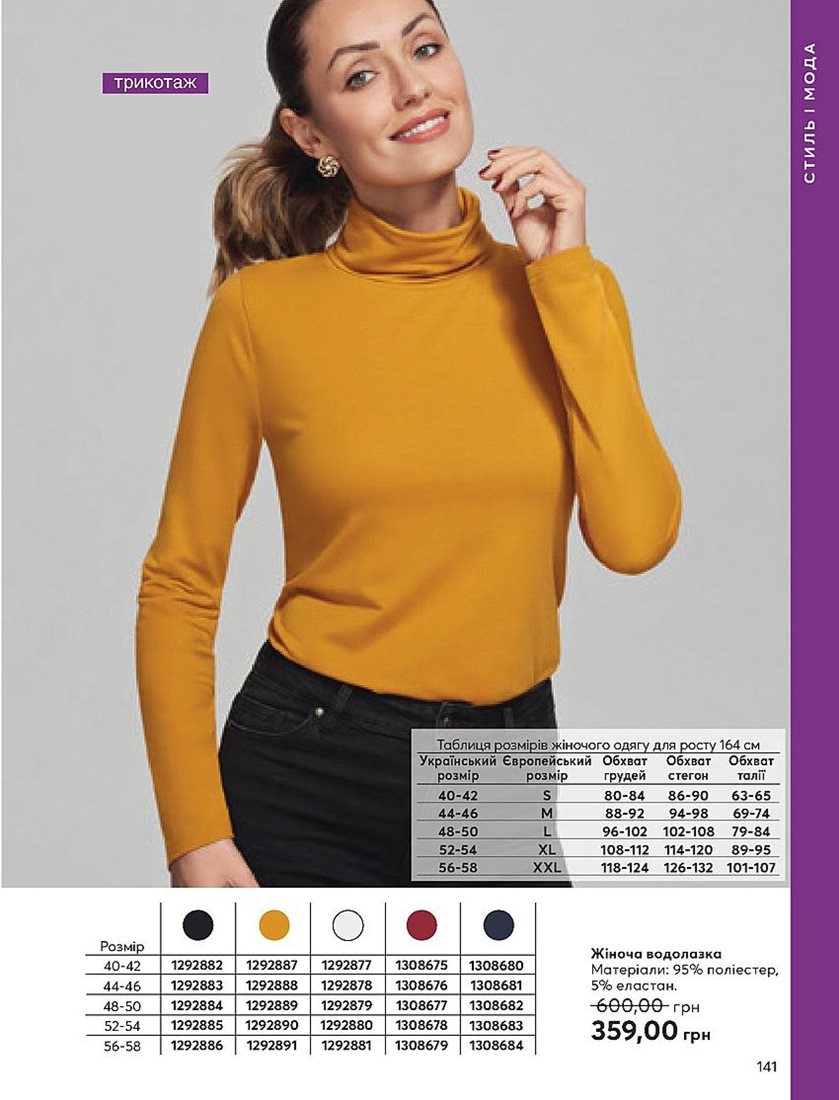 трикотаж
СТИЛЬ І МОДА
Таблиця розмірів жіночого одягу для росту 164 см
Український розмір Європейський розмір Обхват грудей Обхват стегон Обхват талії
40-42 S 80-84 86-90 63-65
44-46 M 88-92 94-98 69-74
48-50 L 96-102 102-108 79-84
52-54 XL 108-112 114-120 89-95
56-58 XXL 118-124 126-132 101-107
Розмір
40-42 1292882 1292887 1292877 1308675 1308680
44-46 1292883 1292888 1292878 1308676 1308681
48-50 1292884 1292889 1292879 1308677 1308682
52-54 1292885 1292890 1292880 1308678 1308683
56-58 1292886 1292891 1292881 1308679 1308684
Жіноча водолазка
Матеріали: 95% поліестер,
5% еластан.
600,00 грн
359,00 грн
141